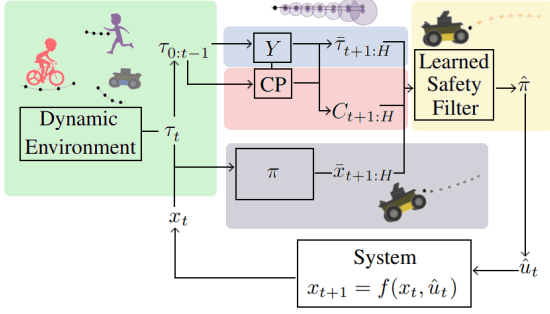 τ_{0:t−1}
Y
τ̄_{t+1:H}
CP
C_{t+1:H}
Learned
Safety
Filter
π̂
Dynamic
Environment
τ_t
π
x̄_{t+1:H}
x_t
System
x_{t+1} = f(x_t, û_t)
û_t